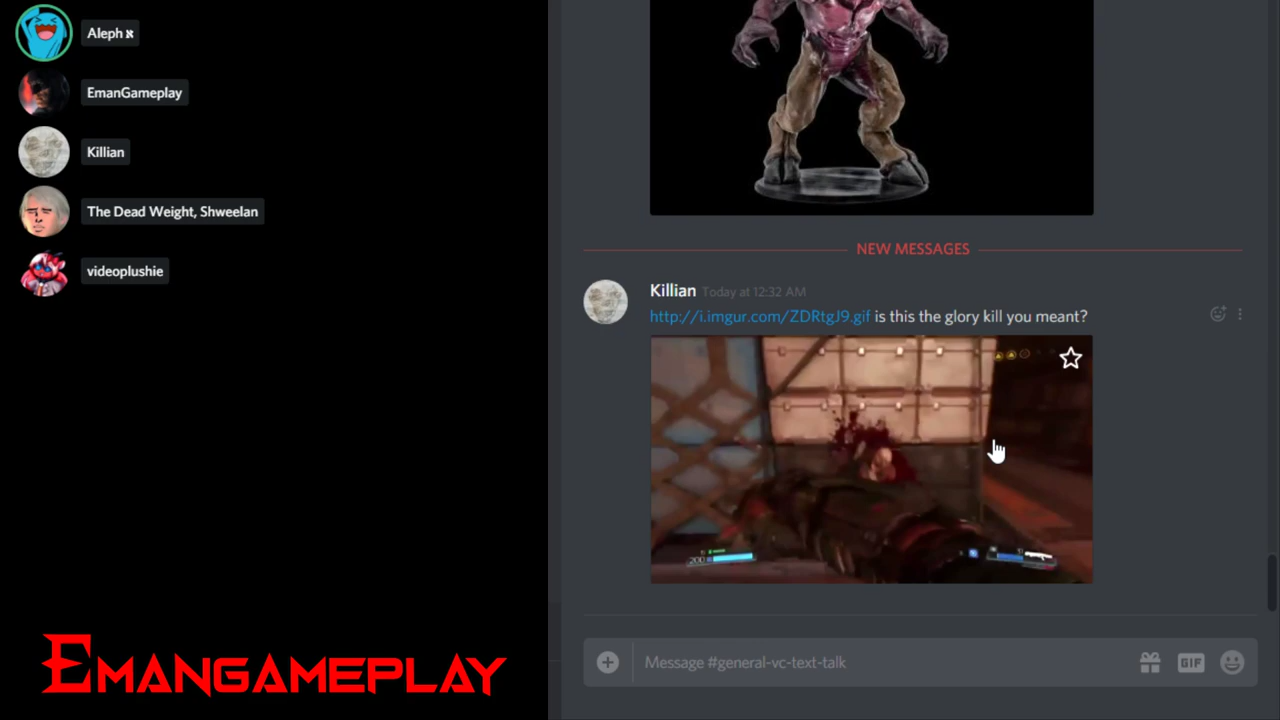 Aleph א
EmanGameplay
Killian
The Dead Weight, Shweelan
videoplushie
EMANGAMEPLAY
NEW MESSAGES
Killian Today at 12:32 AM
http://i.imgur.com/ZDRtgJ9.gif is this the glory kill you meant?
200
Message #general-vc-text-talk
GIF